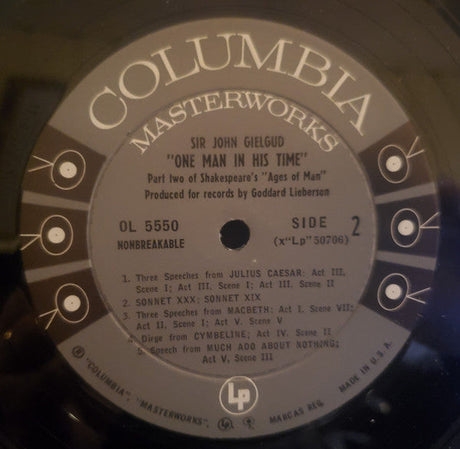 COLUMBIA
MASTERWORKS
SIR JOHN GIELGUD
"ONE MAN IN HIS TIME"
Part two of Shakespeare's "Ages of Man"
Produced for records by Goddard Lieberson
OL 5550
NONBREAKABLE
SIDE 2
(x"Lp"50706)
1. Three Speeches from JULIUS CAESAR: Act III,
Scene I; Act III. Scene I; Act III. Scene II
2. SONNET XXX: SONNET XIX
3. Three Speeches from MACBETH: Act I. Scene VII;
Act II, Scene I; Act V. Scene V
4. Dirge from CYMBELINE; Act IV. Scene II
5. Speech from MUCH ADO ABOUT NOTHING;
Act V, Scene III
Lp
® "COLUMBIA", "MASTERWORKS", MARCAS REG. MADE IN U.S.A.